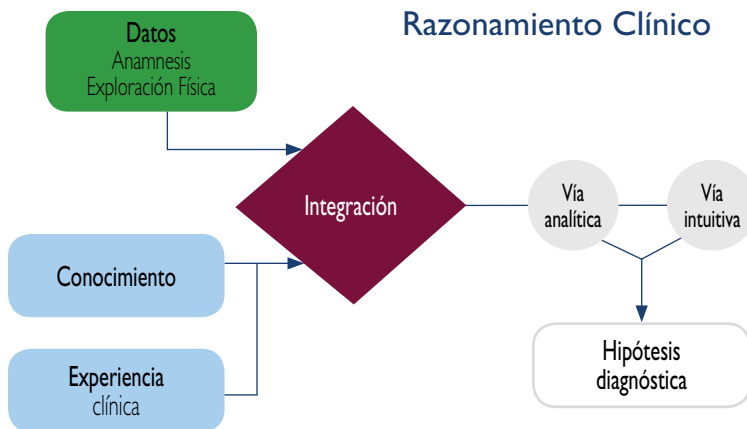 Razonamiento Clínico
Datos
Anamnesis
Exploración Física
Integración
Vía
analítica
Vía
intuitiva
Conocimiento
Experiencia
clínica
Hipótesis
diagnóstica